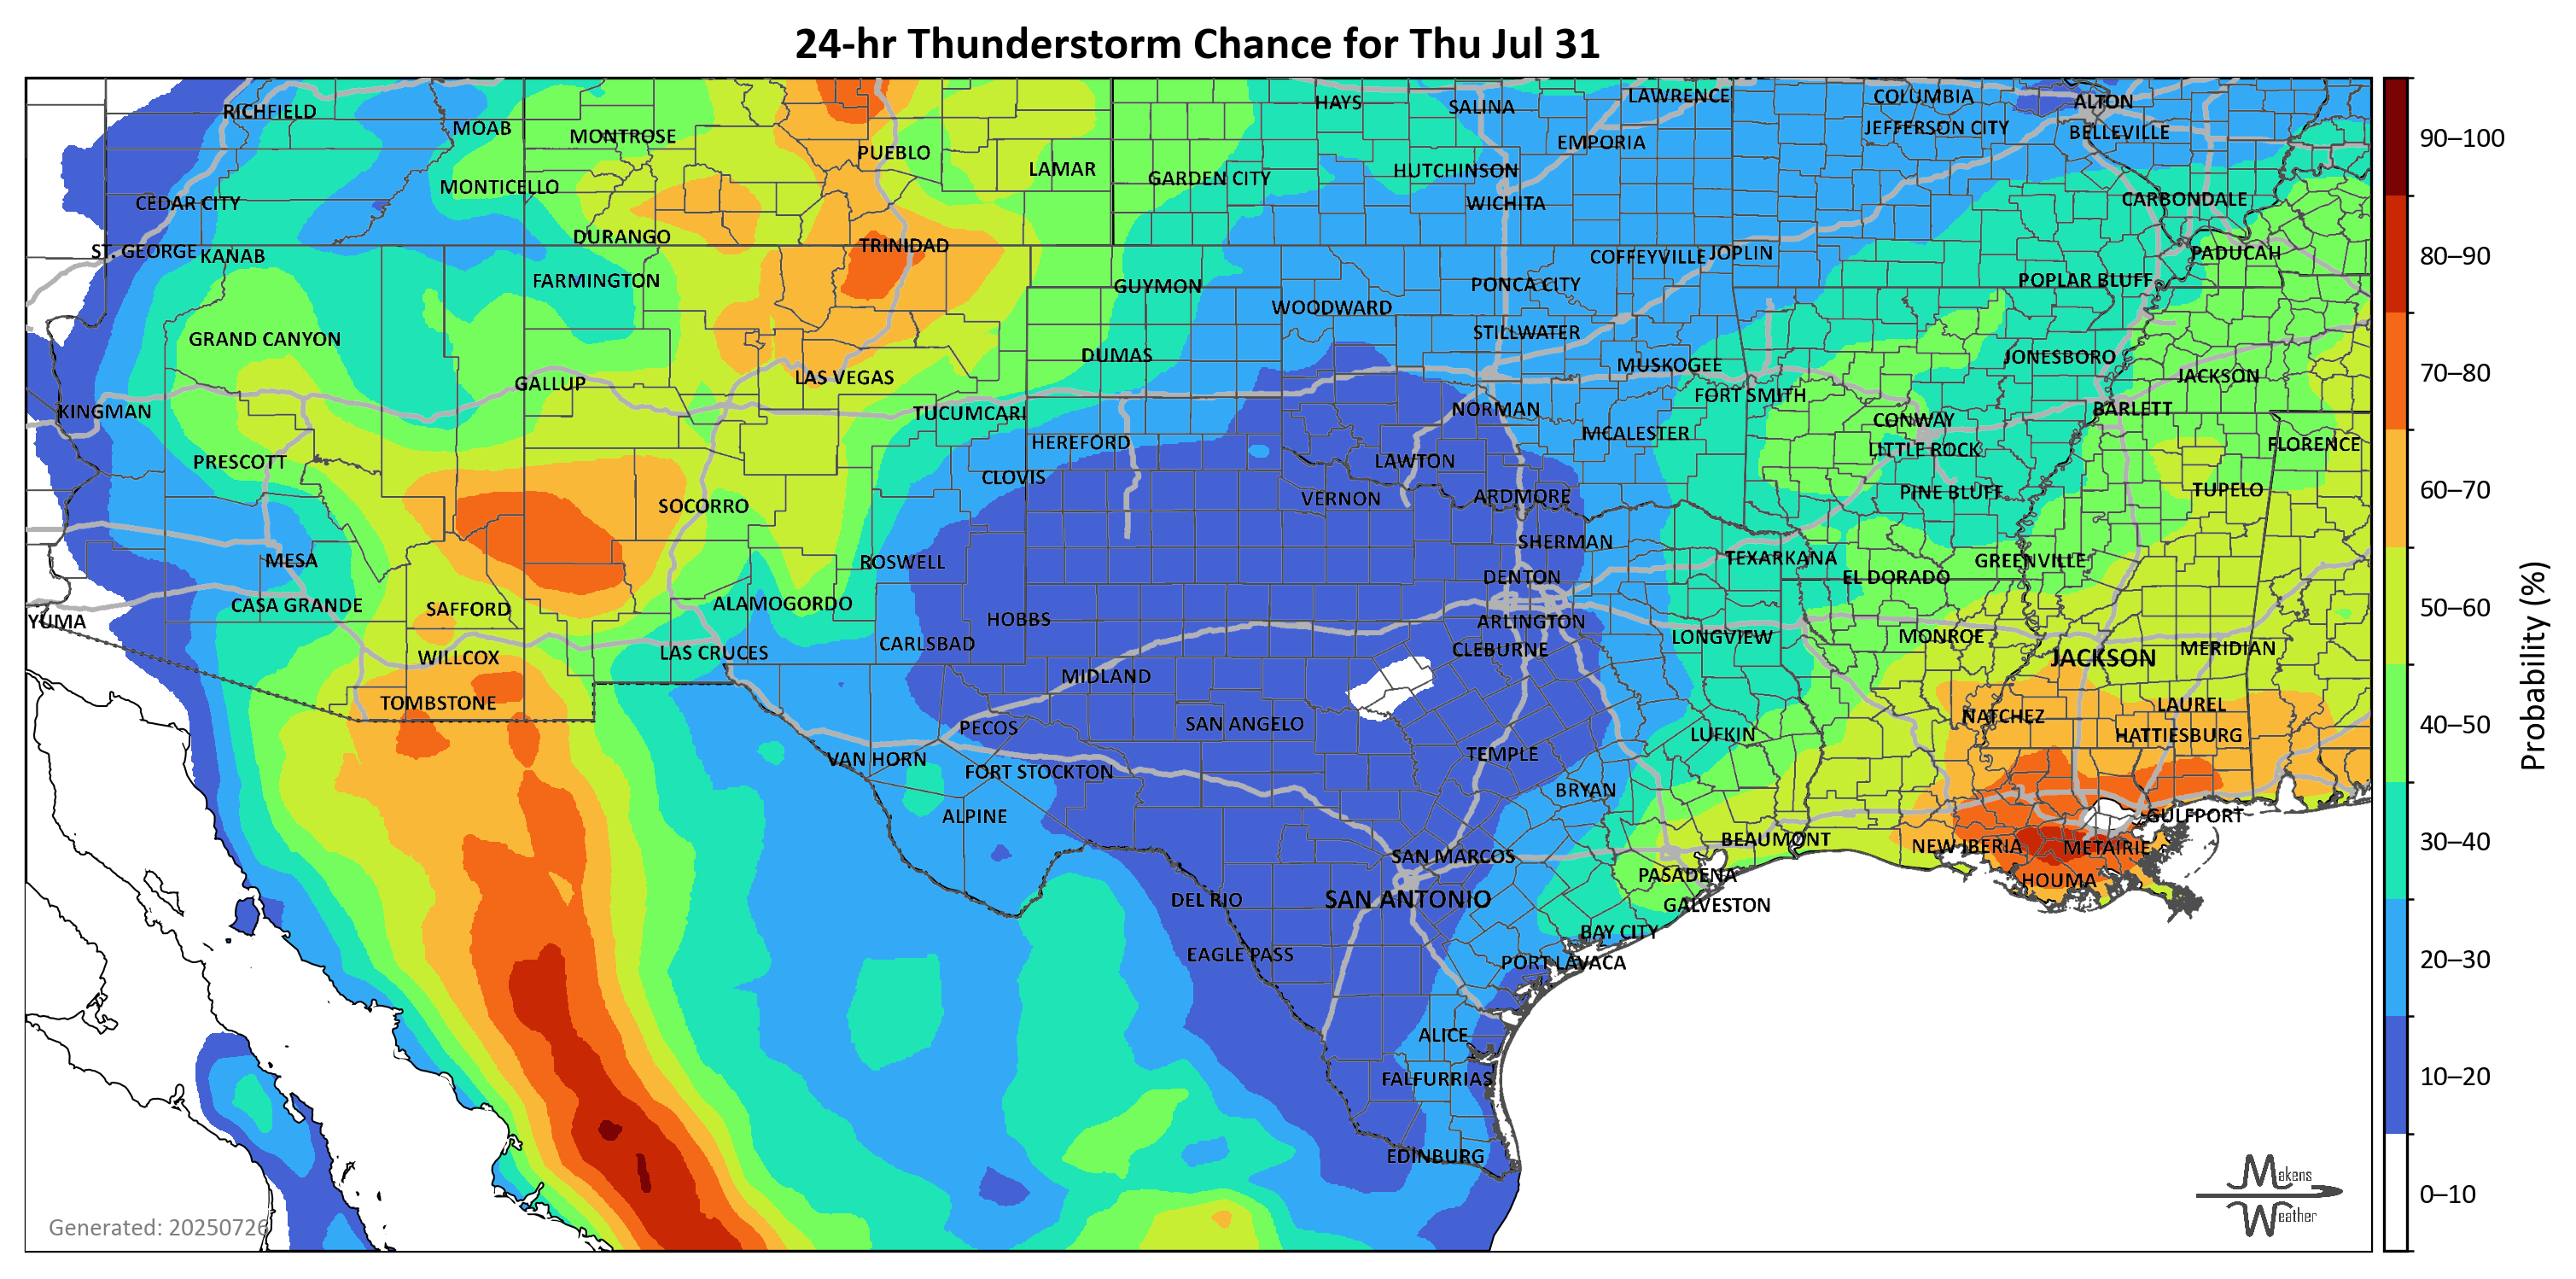 24-hr Thunderstorm Chance for Thu Jul 31
RICHFIELD
MOAB
MONTROSE
PUEBLO
LAMAR
HAYS
SALINA
LAWRENCE
COLUMBIA
ALTON
JEFFERSON CITY
BELLEVILLE
EMPORIA
HUTCHINSON
GARDEN CITY
WICHITA
MONTICELLO
CEDAR CITY
CARBONDALE
DURANGO
TRINIDAD
ST. GEORGE
KANAB
COFFEYVILLE
JOPLIN
PADUCAH
FARMINGTON
GUYMON
PONCA CITY
POPLAR BLUFF
WOODWARD
STILLWATER
GRAND CANYON
DUMAS
MUSKOGEE
JONESBORO
LAS VEGAS
GALLUP
JACKSON
FORT SMITH
KINGMAN
TUCUMCARI
NORMAN
BARLETT
CONWAY
MCALESTER
HEREFORD
FLORENCE
LITTLE ROCK
PRESCOTT
CLOVIS
LAWTON
VERNON
ARDMORE
PINE BLUFF
TUPELO
SOCORRO
SHERMAN
MESA
ROSWELL
TEXARKANA
GREENVILLE
DENTON
EL DORADO
CASA GRANDE
SAFFORD
ALAMOGORDO
YUMA
HOBBS
ARLINGTON
LONGVIEW
MONROE
CARLSBAD
CLEBURNE
MERIDIAN
WILLCOX
LAS CRUCES
JACKSON
MIDLAND
TOMBSTONE
LAUREL
NATCHEZ
PECOS
SAN ANGELO
LUFKIN
HATTIESBURG
VAN HORN
TEMPLE
FORT STOCKTON
BRYAN
ALPINE
GULFPORT
BEAUMONT
NEW IBERIA
METAIRIE
SAN MARCOS
PASADENA
HOUMA
DEL RIO
SAN ANTONIO
GALVESTON
BAY CITY
EAGLE PASS
PORT LAVACA
ALICE
FALFURRIAS
EDINBURG
Generated: 20250726
Makens
Weather
90–100
80–90
70–80
60–70
50–60
40–50
30–40
20–30
10–20
0–10
Probability (%)